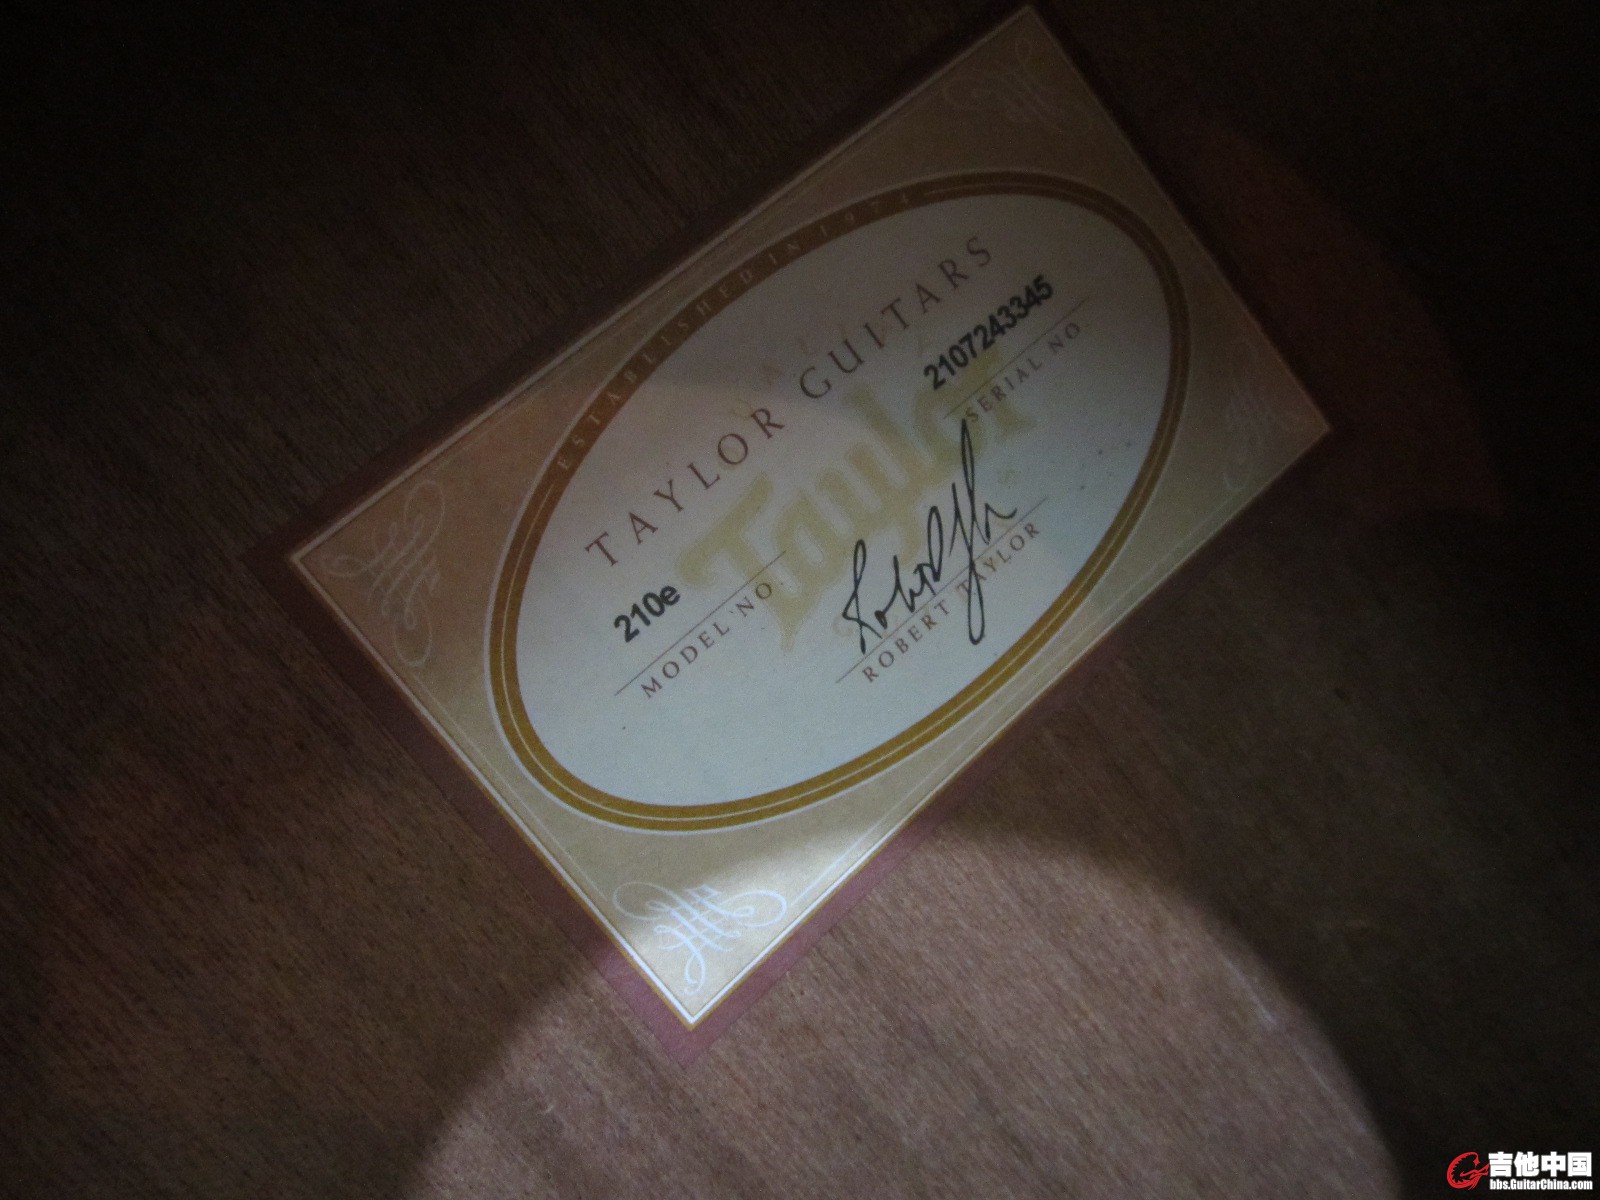 ESTABLISHED IN 1974
TAYLOR GUITARS
Taylor
210e
MODEL NO.
2107243345
SERIAL NO.
ROBERT TAYLOR
吉他中国
bbs.GuitarChina.com